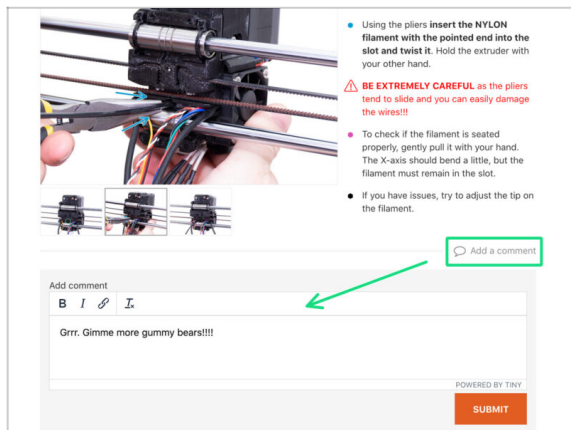 Using the pliers insert the NYLON
filament with the pointed end into the
slot and twist it. Hold the extruder with
your other hand.
BE EXTREMELY CAREFUL as the pliers
tend to slide and you can easily damage
the wires!!!
To check if the filament is seated
properly, gently pull it with your hand.
The X-axis should bend a little, but the
filament must remain in the slot.
If you have issues, try to adjust the tip on
the filament.
Add a comment
Add comment
B I Tx
Grrr. Gimme more gummy bears!!!!
POWERED BY TINY
SUBMIT